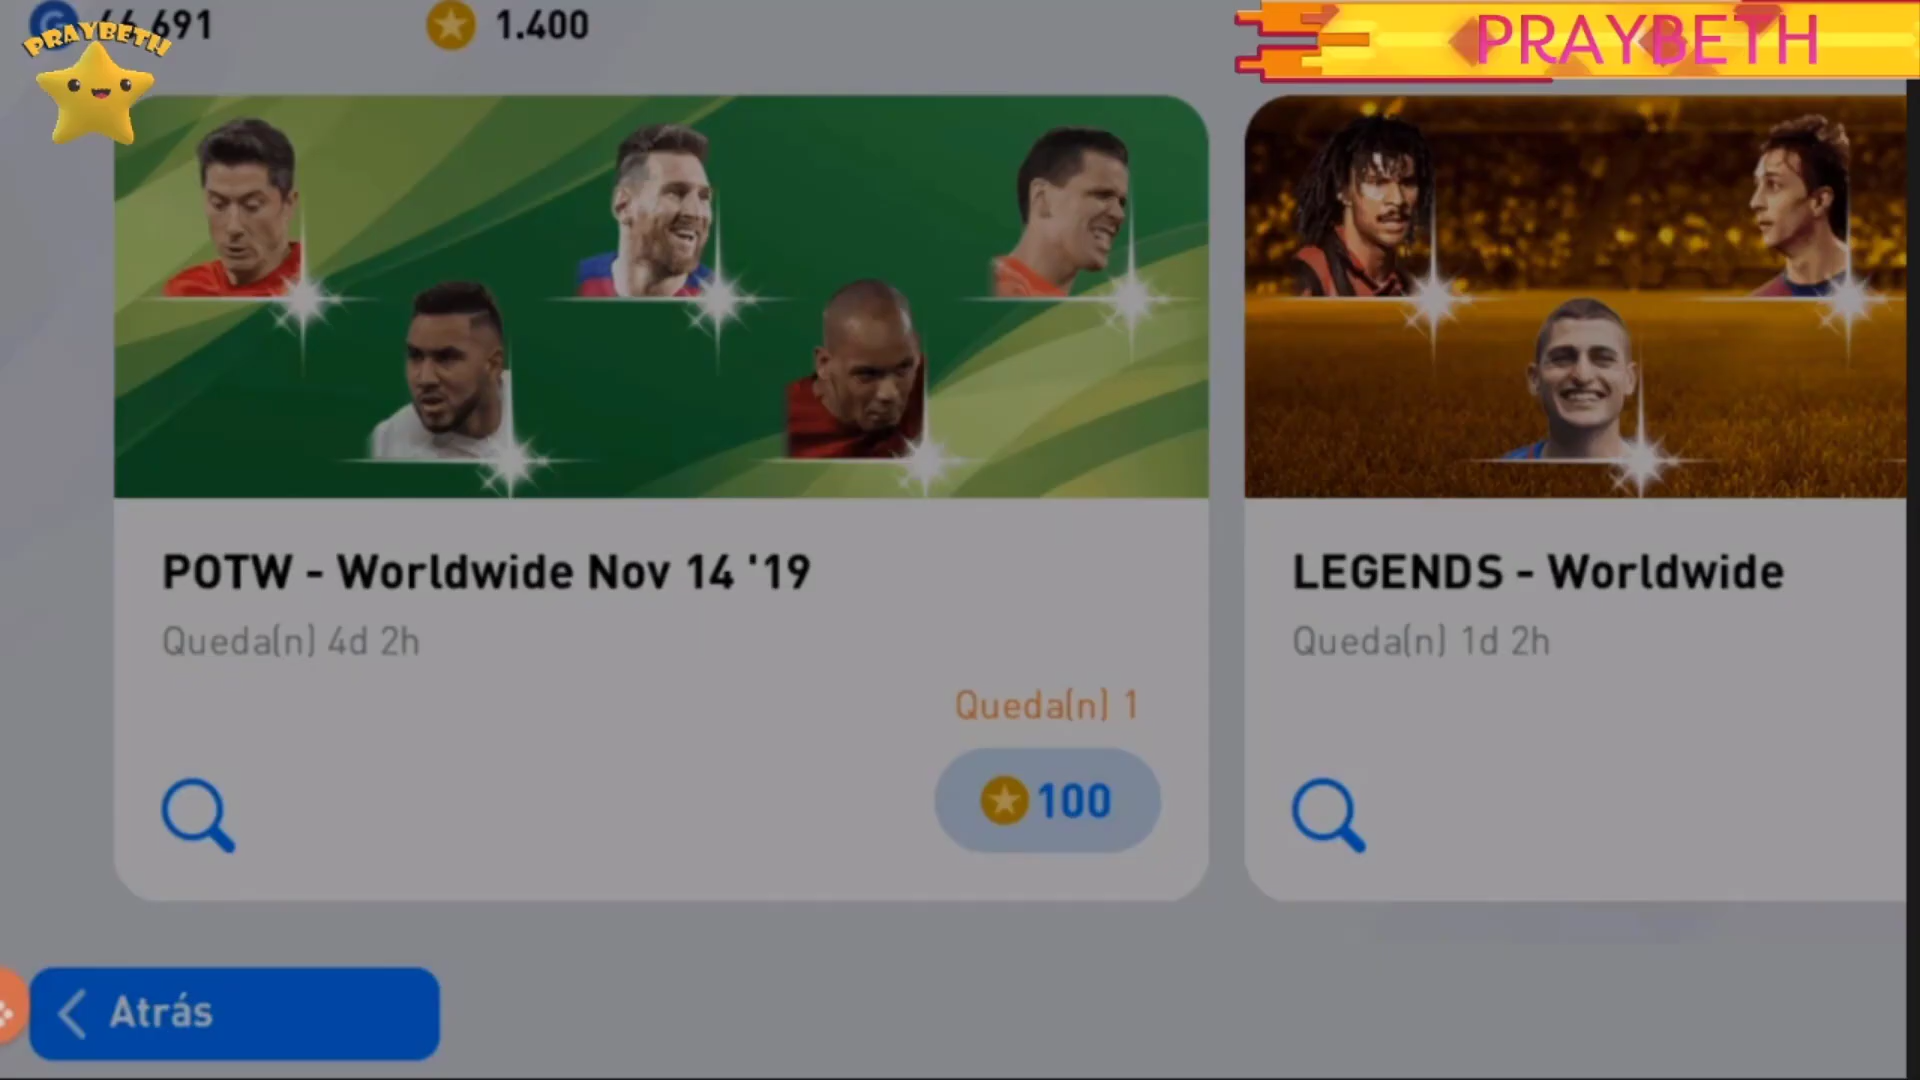 PRAYBETH
66.691
1.400
PRAYBETH
POTW - Worldwide Nov 14 '19
Queda(n) 4d 2h
Queda(n) 1
100
LEGENDS - Worldwide
Queda(n) 1d 2h
Atrás